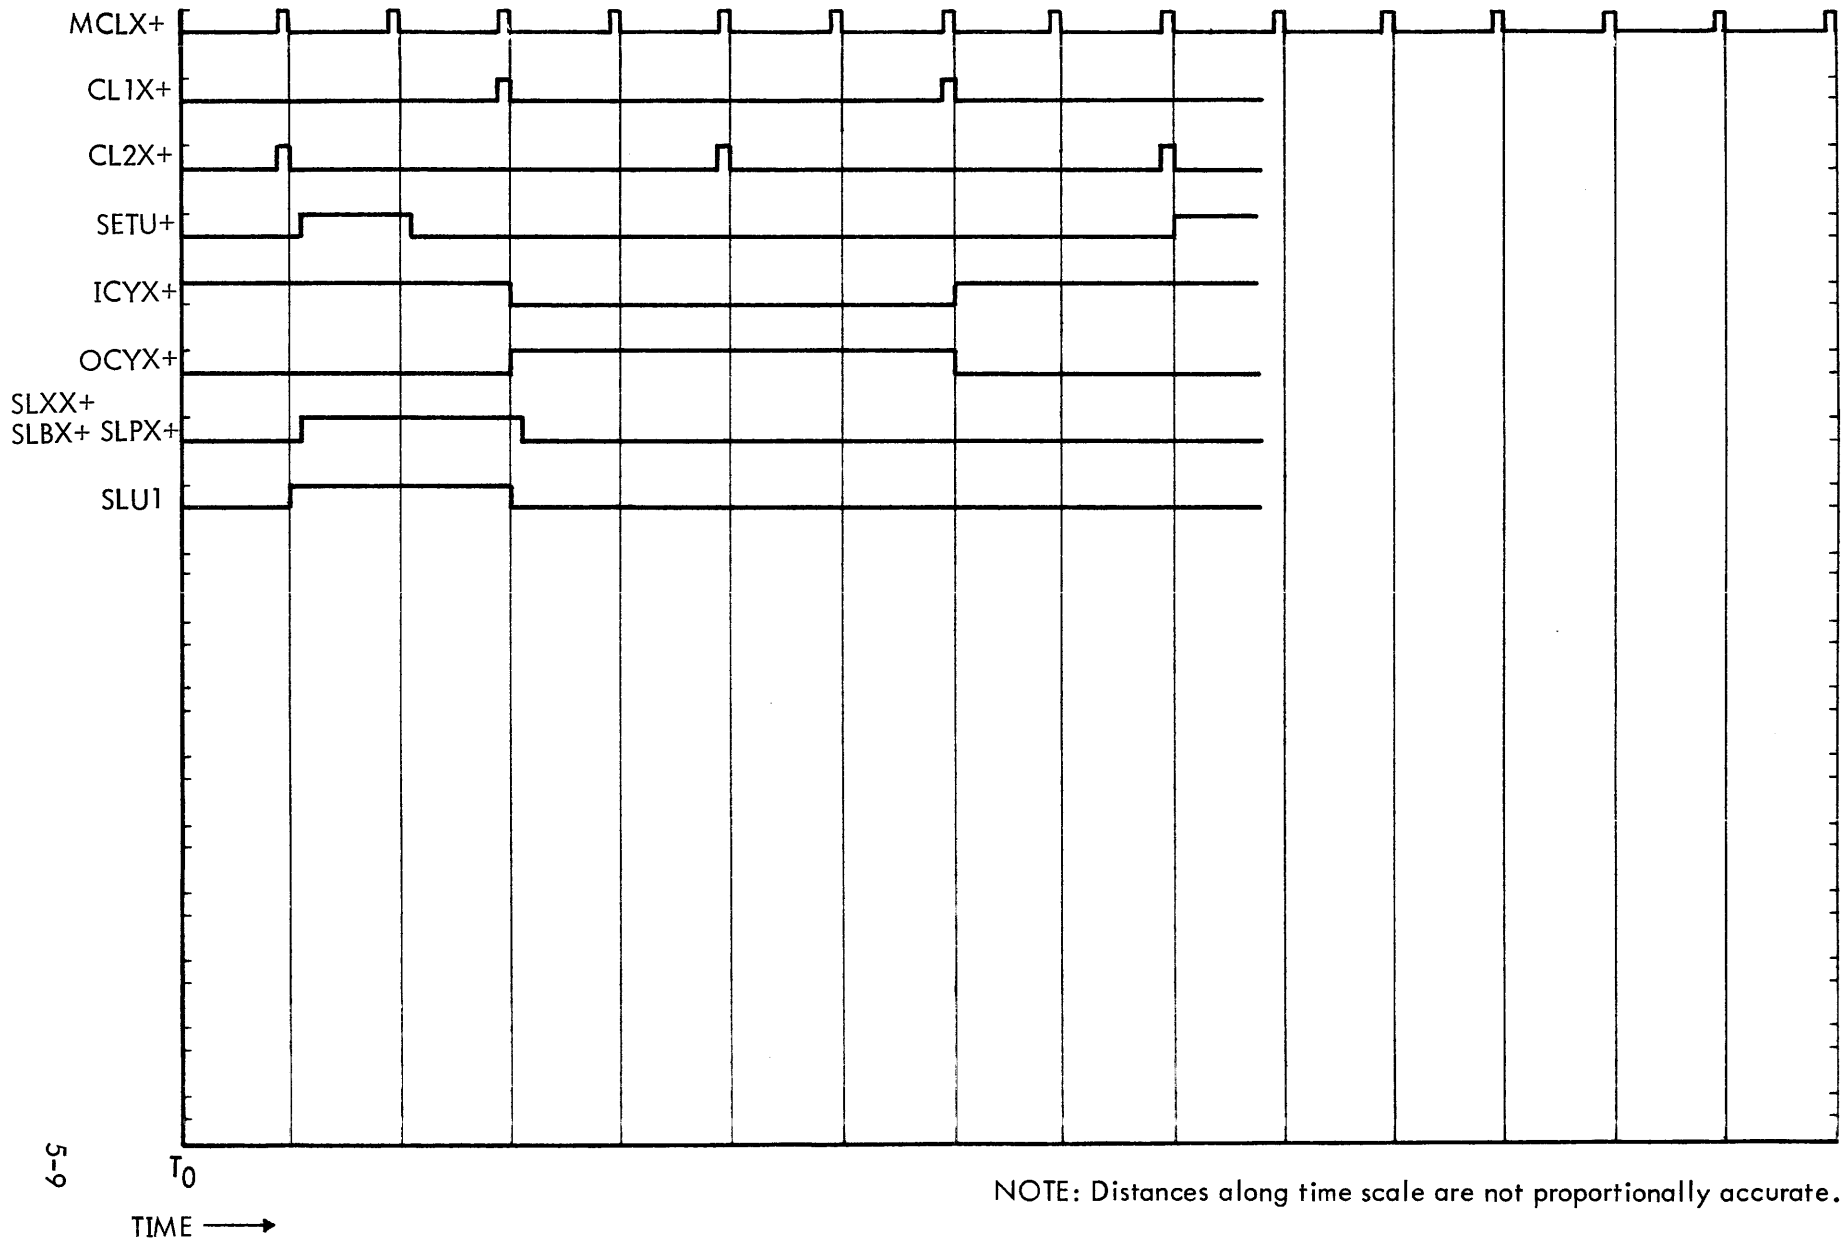 MCLX+
CL1X+
CL2X+
SETU+
ICYX+
OCYX+
SLXX+
SLBX+ SLPX+
SLU1
T0
TIME
NOTE: Distances along time scale are not proportionally accurate.
5-9